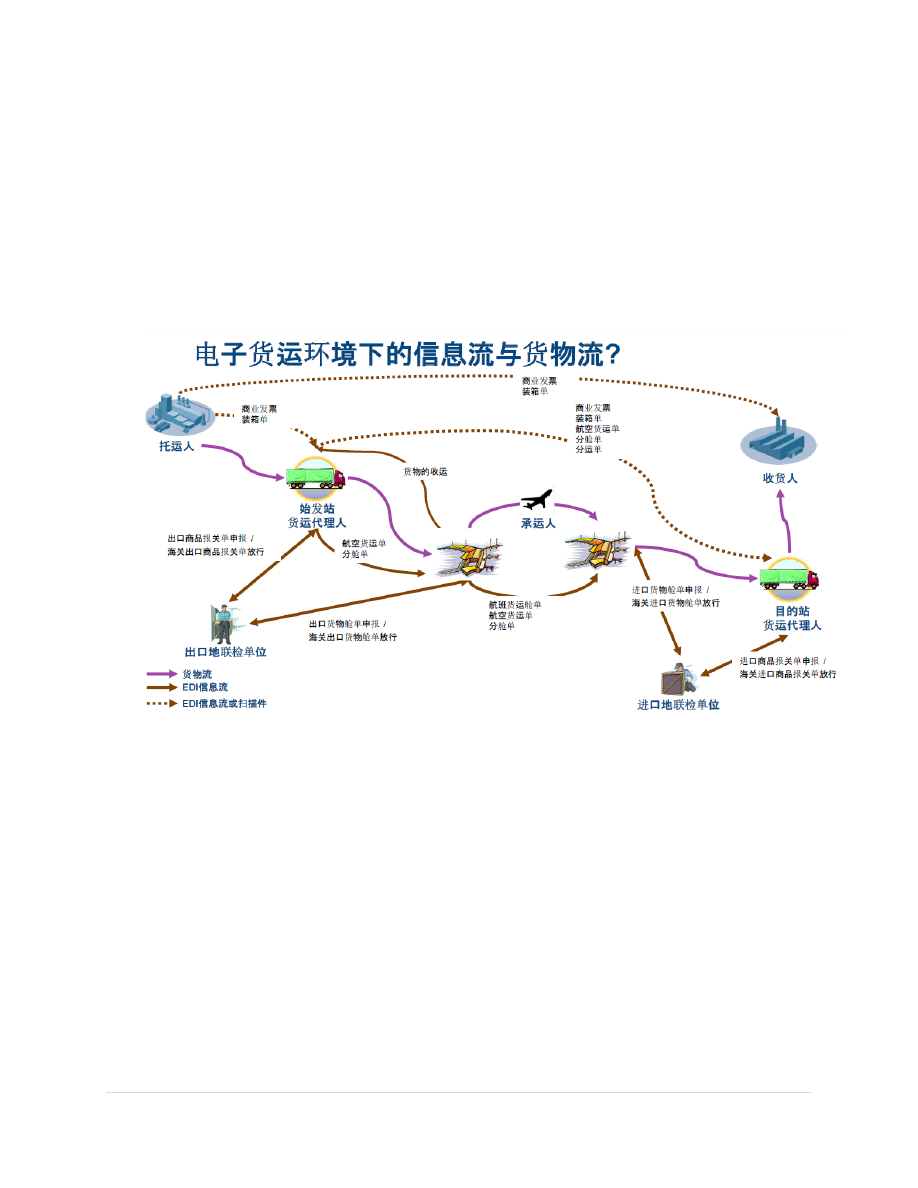 电子货运环境下的信息流与货物流?
商业发票
装箱单
商业发票
装箱单
商业发票
装箱单
航空货运单
分舱单
分运单
托运人
收货人
货物的收运
始发站
货运代理人
承运人
出口商品报关单申报 /
海关出口商品报关单放行
航空货运单
分舱单
进口货物舱单申报 /
海关进口货物舱单放行
航班货运舱单
航空货运单
分舱单
目的站
货运代理人
出口货物舱单申报 /
海关出口货物舱单放行
出口地联检单位
进口商品报关单申报 /
海关进口商品报关单放行
进口地联检单位
货物流
EDI信息流
EDI信息流或扫描件